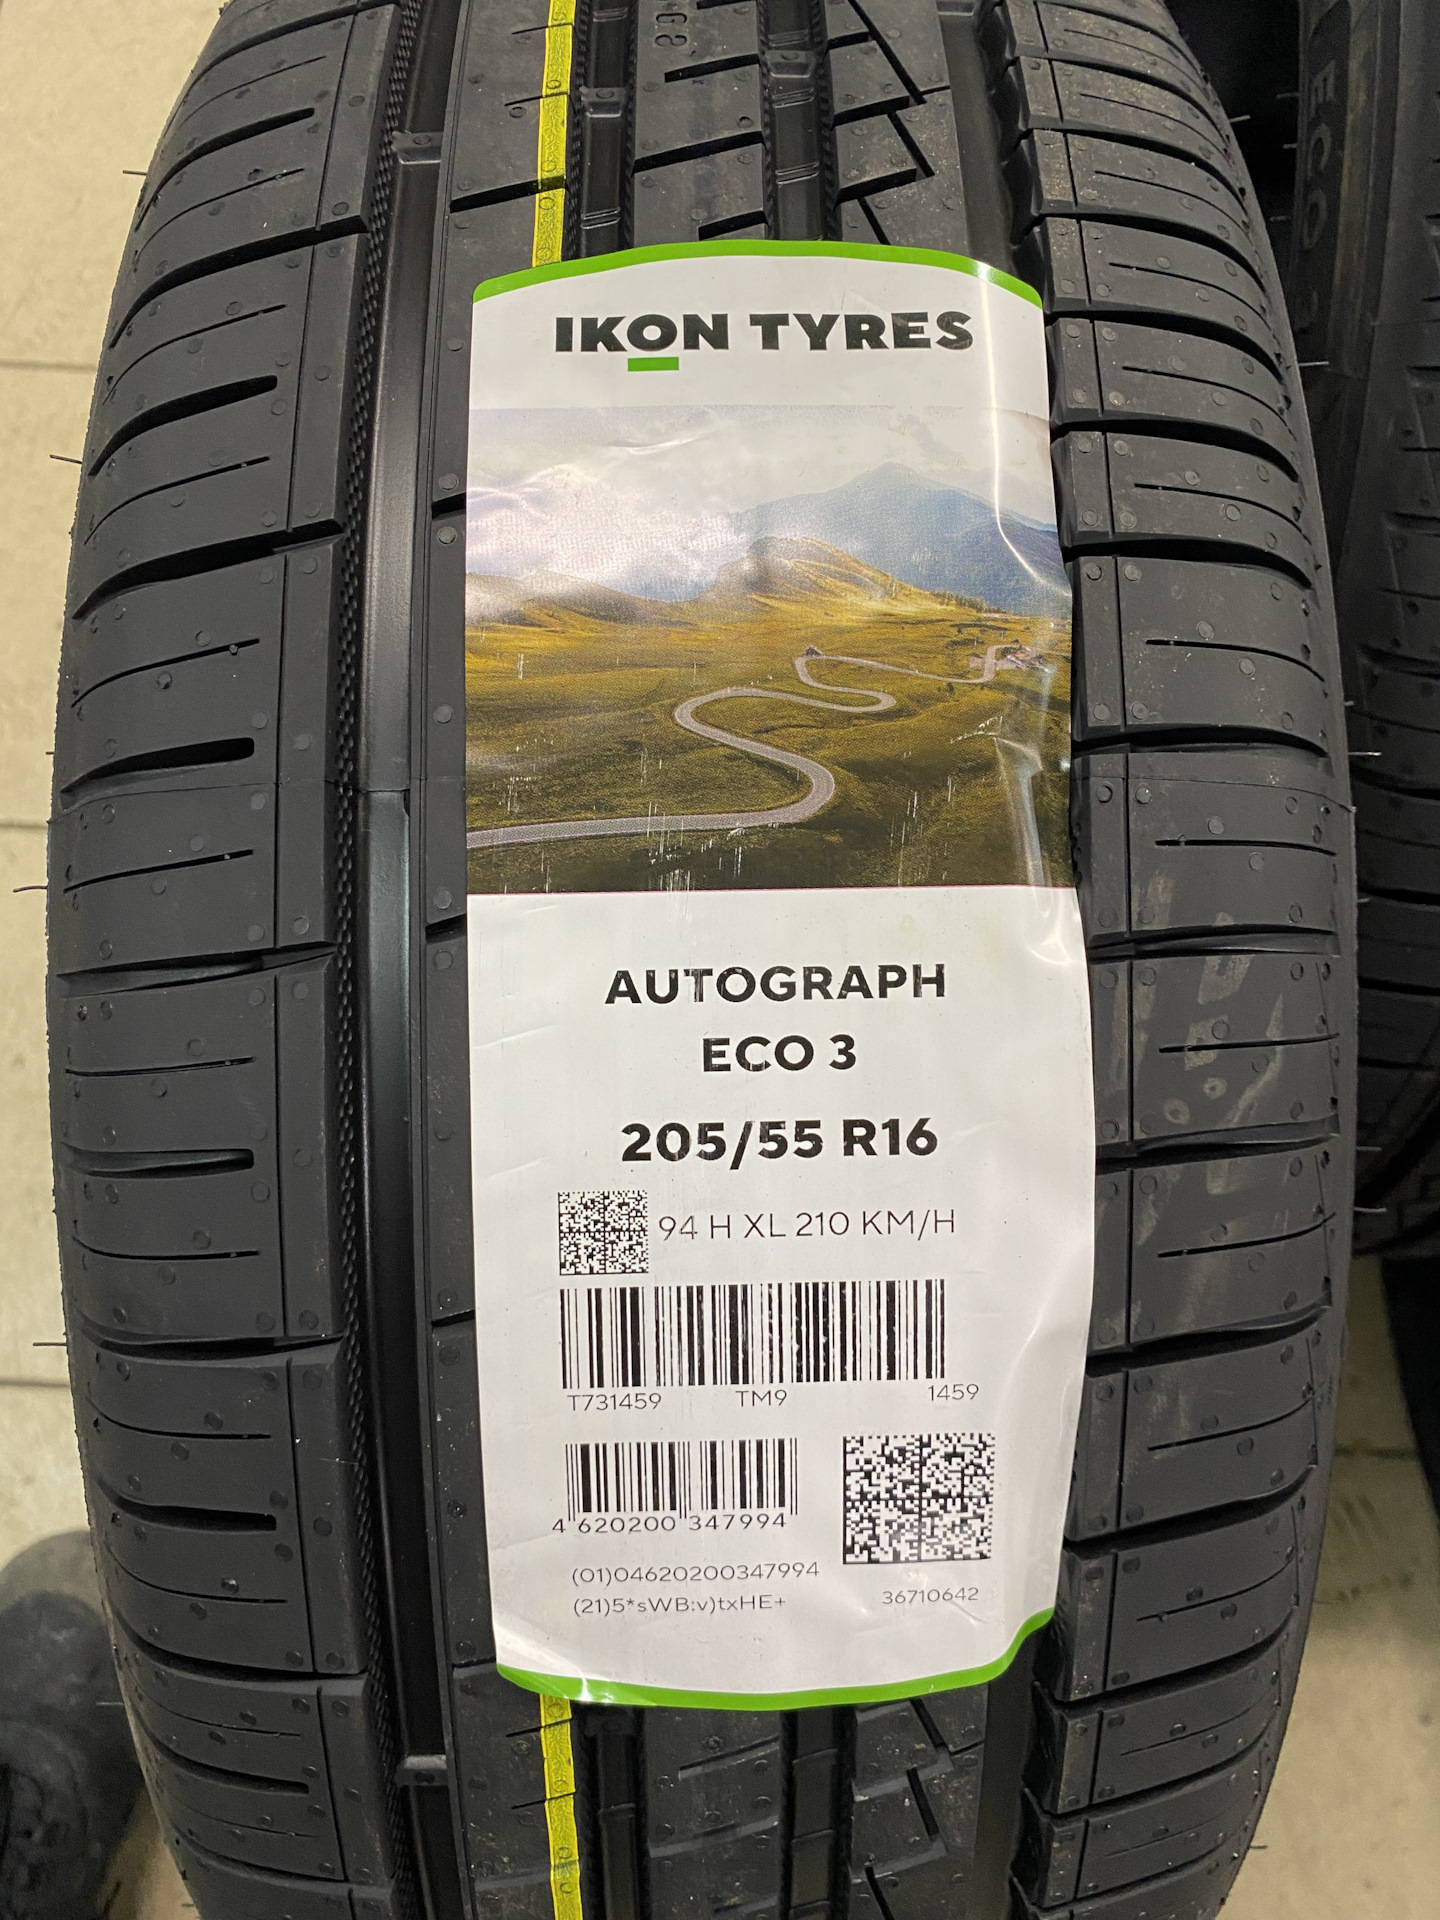 IKON TYRES
AUTOGRAPH
ECO 3
205/55 R16
94 H XL 210 KM/H
T731459 TM9 1459
4 620200 347994
(01)04620200347994
(21)5*sWB:v)txHE+
36710642
ECO